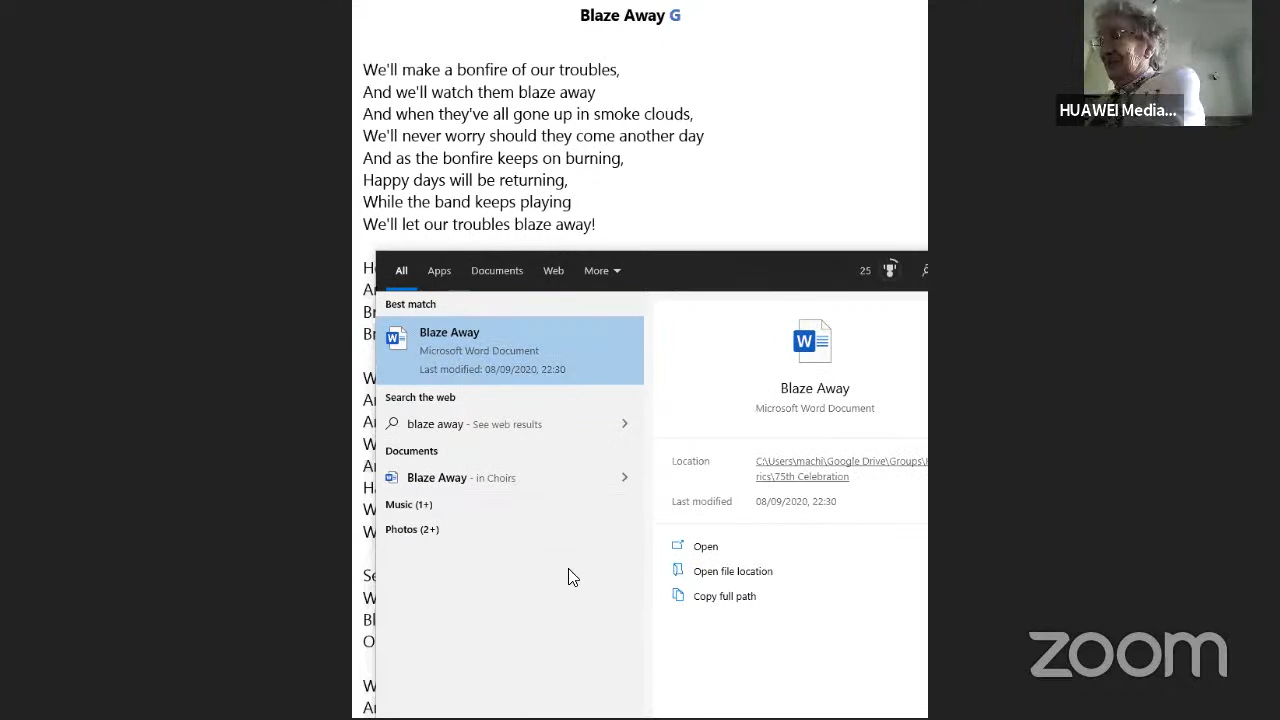 Blaze Away G
We'll make a bonfire of our troubles,
And we'll watch them blaze away
And when they've all gone up in smoke clouds,
We'll never worry should they come another day
And as the bonfire keeps on burning,
Happy days will be returning,
While the band keeps playing
We'll let our troubles blaze away!
HUAWEI Media...
All Apps Documents Web More 25
Best match
Blaze Away
Microsoft Word Document
Last modified: 08/09/2020, 22:30
Search the web
blaze away - See web results
Documents
Blaze Away - in Choirs
Music (1+)
Photos (2+)
Blaze Away
Microsoft Word Document
Location C:\Users\machi\Google Drive\Groups\
rics\75th Celebration
Last modified 08/09/2020, 22:30
Open
Open file location
Copy full path
zoom